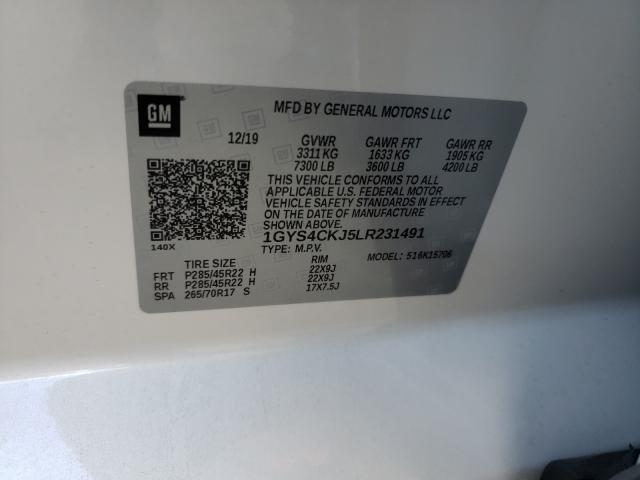 GM
MFD BY GENERAL MOTORS LLC
12/19 GVWR GAWR FRT GAWR RR
3311 KG 1633 KG 1905 KG
7300 LB 3600 LB 4200 LB
THIS VEHICLE CONFORMS TO ALL
APPLICABLE U.S. FEDERAL MOTOR
VEHICLE SAFETY STANDARDS IN EFFECT
ON THE DATE OF MANUFACTURE
SHOWN ABOVE.
1GYS4CKJ5LR231491
140X
TYPE: M.P.V. MODEL: 516K15706
TIRE SIZE RIM
FRT P285/45R22 H 22X9J
RR P285/45R22 H 22X9J
SPA 265/70R17 S 17X7.5J